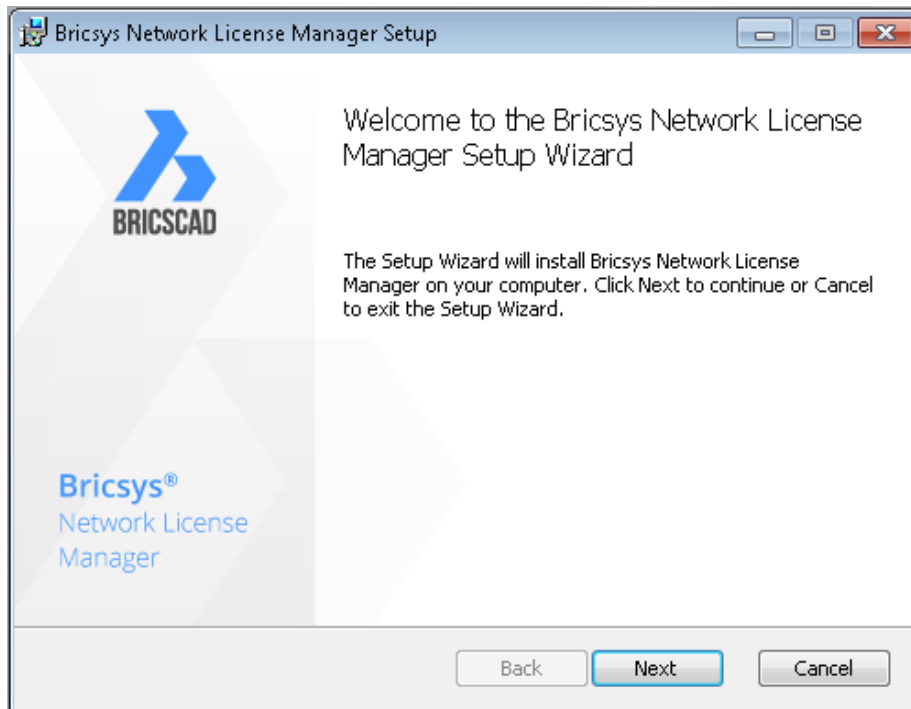 Bricsys Network License Manager Setup
BRICSCAD
Welcome to the Bricsys Network License
Manager Setup Wizard
The Setup Wizard will install Bricsys Network License
Manager on your computer. Click Next to continue or Cancel
to exit the Setup Wizard.
Bricsys®
Network License
Manager
Back Next Cancel